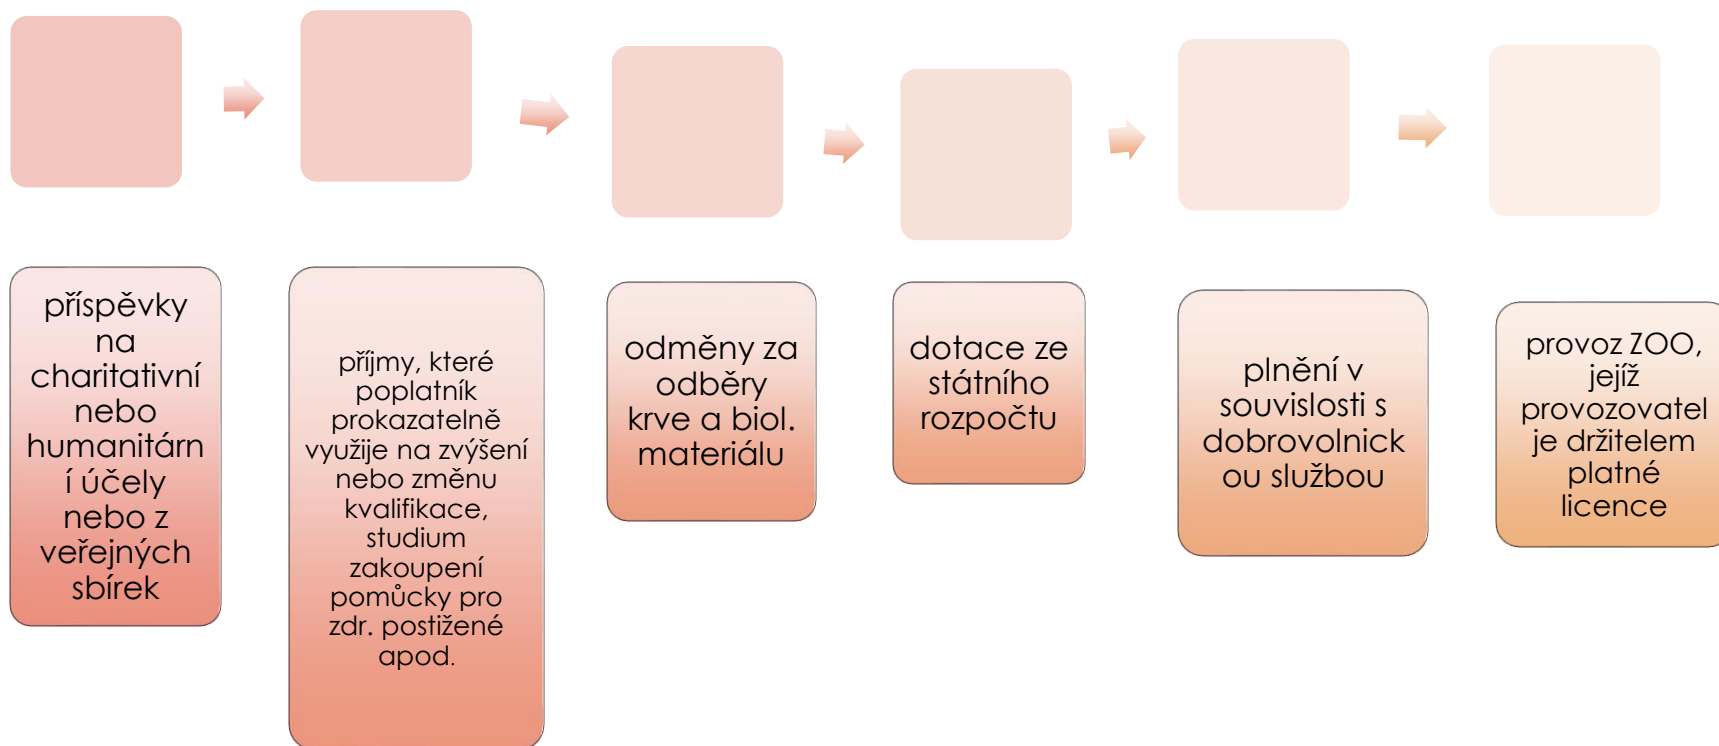 příspěvky
na
charitativní
nebo
humanitárn
í účely
nebo z
veřejných
sbírek
příjmy, které
poplatník
prokazatelně
využije na zvýšení
nebo změnu
kvalifikace,
studium
zakoupení
pomůcky pro
zdr. postižené
apod.
odměny za
odběry
krve a biol.
materiálu
dotace ze
státního
rozpočtu
plnění v
souvislosti s
dobrovolnick
ou službou
provoz ZOO,
jejíž
provozovatel
je držitelem
platné
licence